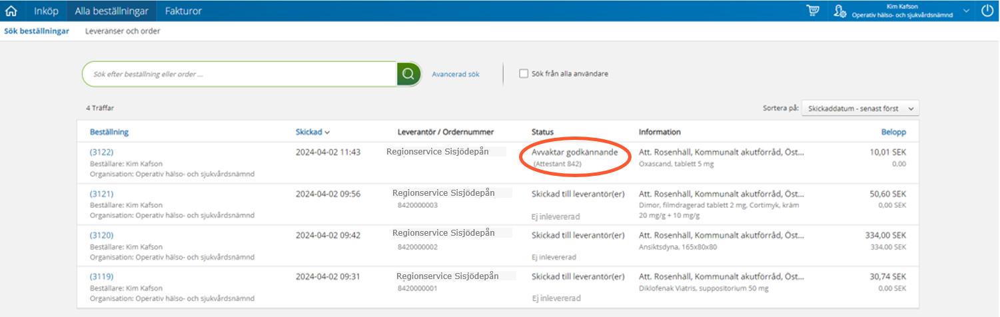 Inköp Alla beställningar Fakturor Kim Kafson
Operativ hälso- och sjukvårdsnämnd
Sök beställningar Leveranser och order
Sök efter beställning eller order ... Avancerad sök Sök från alla användare
4 Träffar Sortera på: Skickaddatum - senast först
Beställning Skickad Leverantör / Ordernummer Status Information Belopp
(3122) 2024-04-02 11:43 Regionservice Sisjödepån Avvaktar godkännande Att. Rosenhäll, Kommunalt akutförråd, Öst... 10,01 SEK
Beställare: Kim Kafson (Attestant 842) Oxascand, tablett 5 mg 0,00
Organisation: Operativ hälso- och sjukvårdsnämnd
(3121) 2024-04-02 09:56 Regionservice Sisjödepån Skickad till leverantör(er) Att. Rosenhäll, Kommunalt akutförråd, Öst... 50,60 SEK
Beställare: Kim Kafson 8420000003 Dimor, filmdragerad tablett 2 mg, Cortimyk, kräm 0,00 SEK
Organisation: Operativ hälso- och sjukvårdsnämnd Ej inlevererad 20 mg/g + 10 mg/g
(3120) 2024-04-02 09:42 Regionservice Sisjödepån Skickad till leverantör(er) Att. Rosenhäll, Kommunalt akutförråd, Öst... 334,00 SEK
Beställare: Kim Kafson 8420000002 Ansiktsdyna, 165x80x80 334,00 SEK
Organisation: Operativ hälso- och sjukvårdsnämnd Ej inlevererad
(3119) 2024-04-02 09:31 Regionservice Sisjödepån Skickad till leverantör(er) Att. Rosenhäll, Kommunalt akutförråd, Öst... 30,74 SEK
Beställare: Kim Kafson 8420000001 Diklofenak Viatris, suppositorium 50 mg 0,00 SEK
Organisation: Operativ hälso- och sjukvårdsnämnd Ej inlevererad